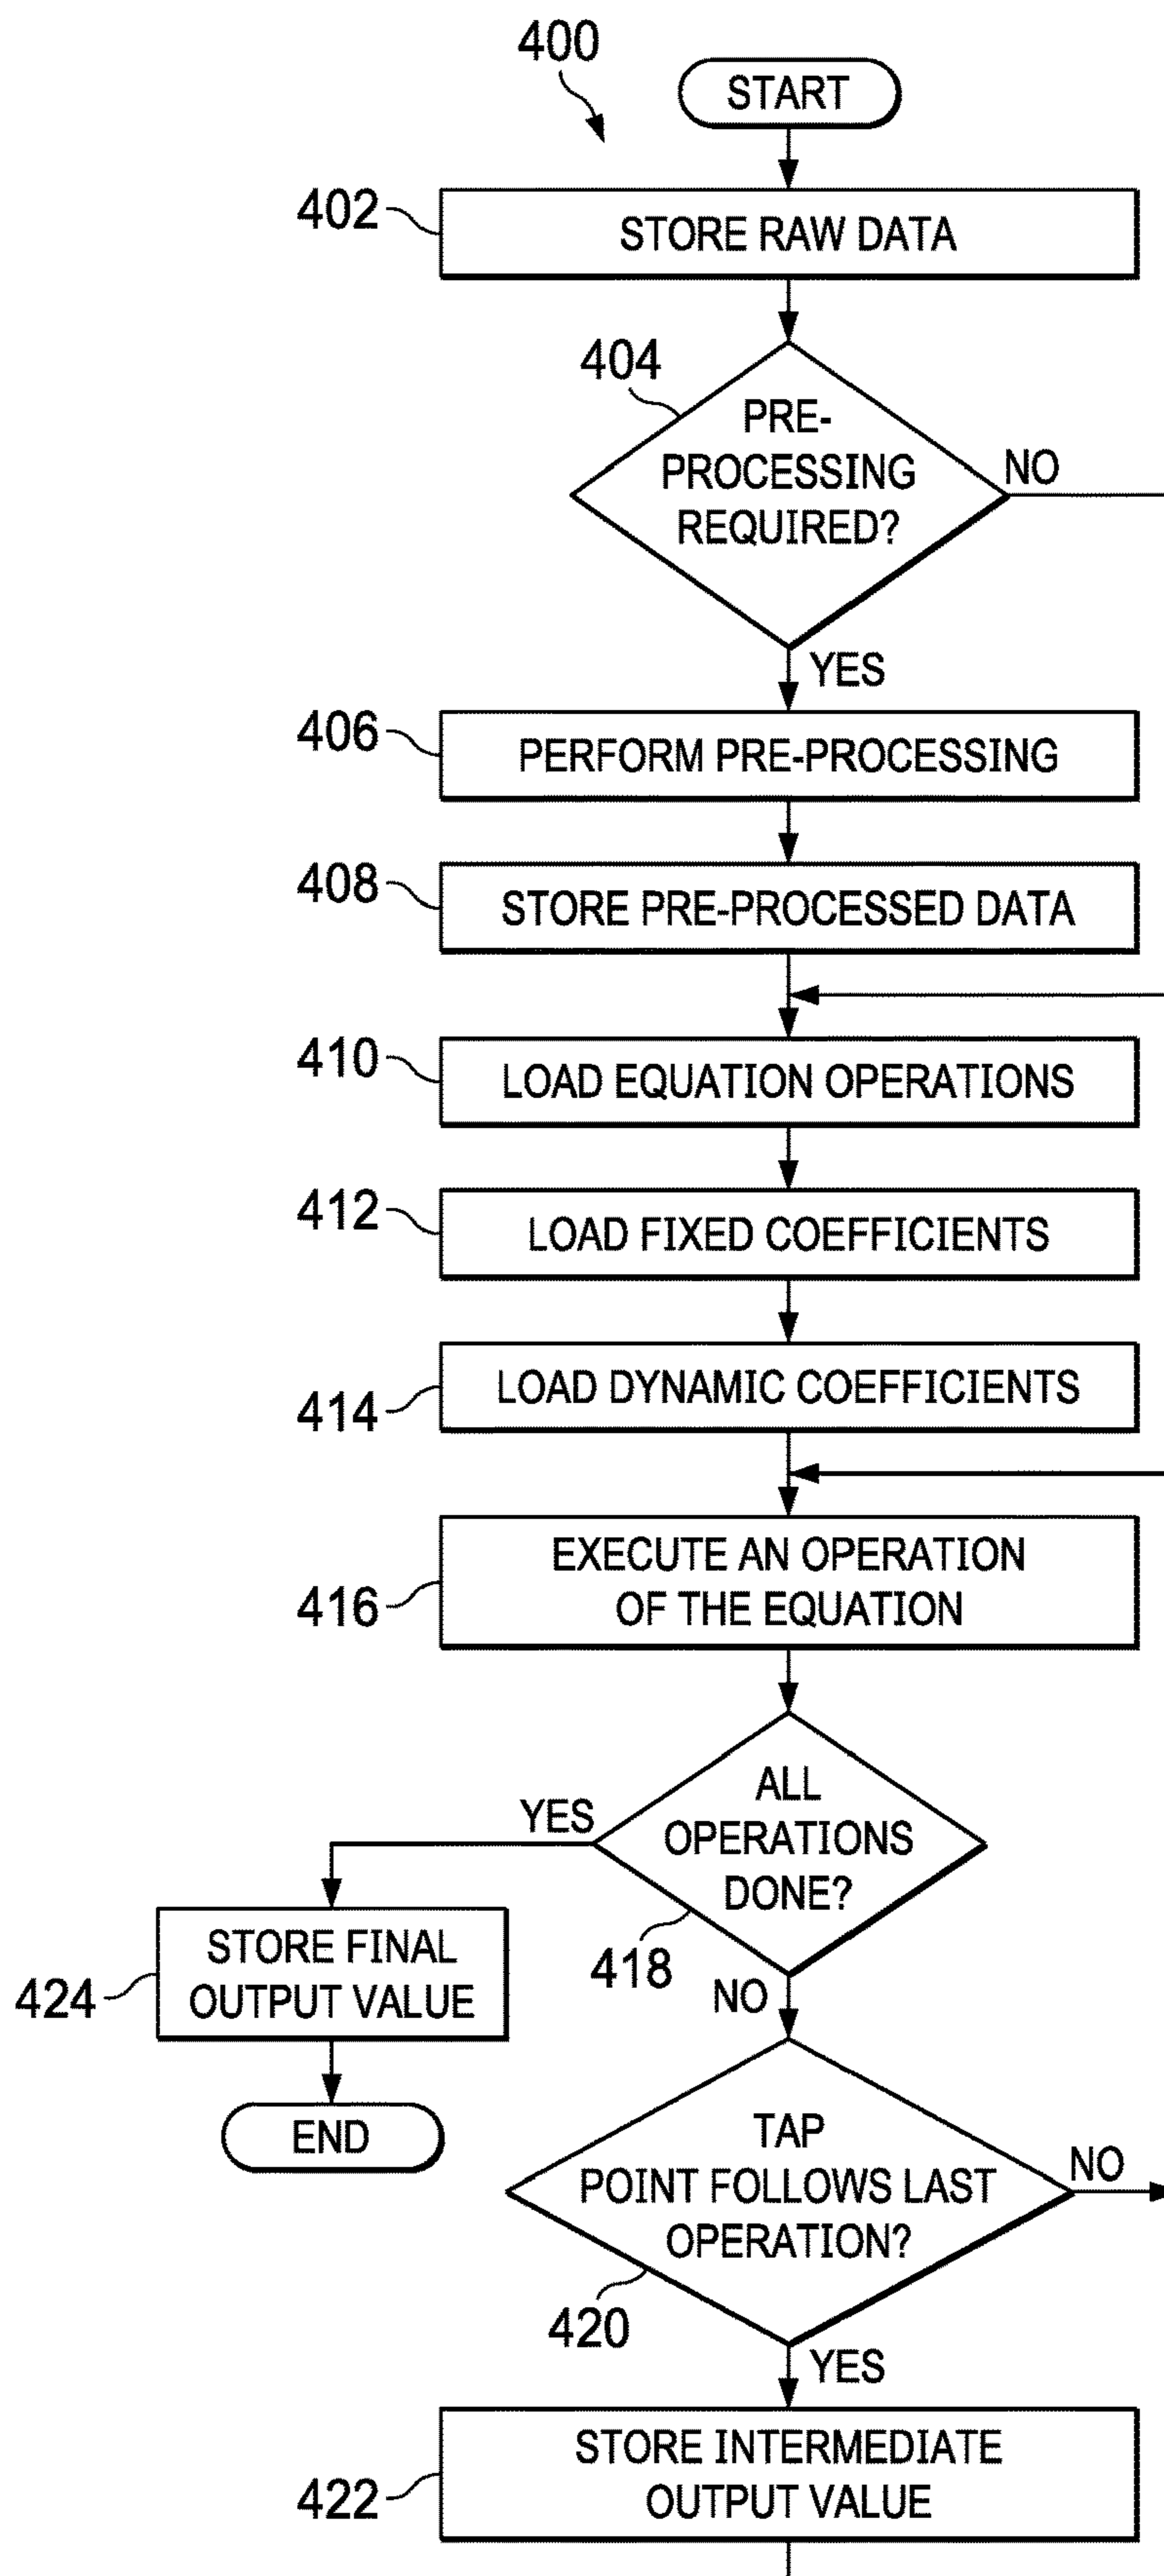 400
START
402
STORE RAW DATA
404
PRE-
PROCESSING
REQUIRED?
NO
YES
406
PERFORM PRE-PROCESSING
408
STORE PRE-PROCESSED DATA
410
LOAD EQUATION OPERATIONS
412
LOAD FIXED COEFFICIENTS
414
LOAD DYNAMIC COEFFICIENTS
416
EXECUTE AN OPERATION
OF THE EQUATION
ALL
OPERATIONS
DONE?
YES
418
NO
424
STORE FINAL
OUTPUT VALUE
END
TAP
POINT FOLLOWS LAST
OPERATION?
NO
420
YES
422
STORE INTERMEDIATE
OUTPUT VALUE